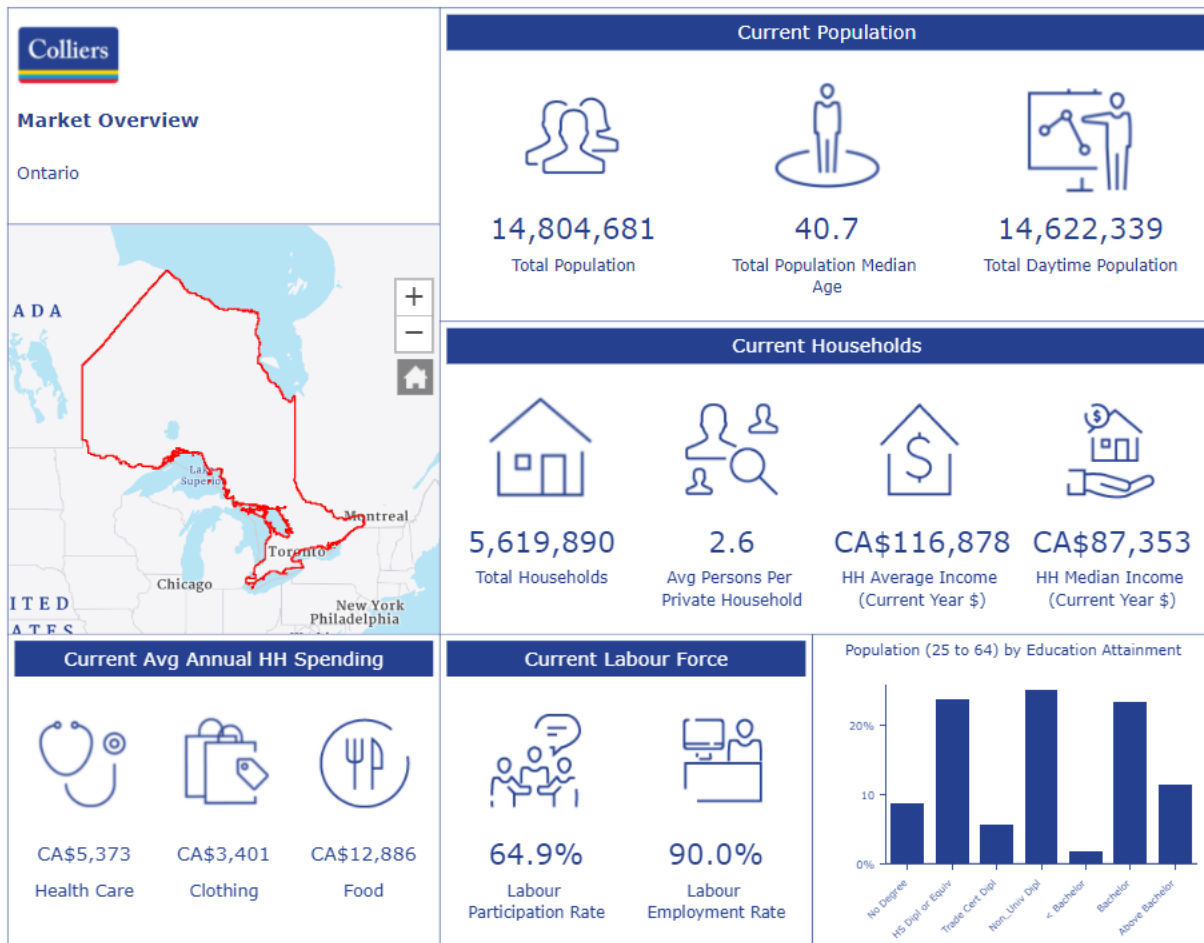 Colliers
Market Overview
Ontario
ADA
+
−
Lake
Superior
Montreal
Toronto
Chicago
ITED
ATES
New York
Philadelphia
Current Population
14,804,681
Total Population
40.7
Total Population Median
Age
14,622,339
Total Daytime Population
Current Households
5,619,890
Total Households
2.6
Avg Persons Per
Private Household
CA$116,878
HH Average Income
(Current Year $)
CA$87,353
HH Median Income
(Current Year $)
Current Avg Annual HH Spending
CA$5,373
Health Care
CA$3,401
Clothing
CA$12,886
Food
Current Labour Force
64.9%
Labour
Participation Rate
90.0%
Labour
Employment Rate
Population (25 to 64) by Education Attainment
20%
10
0%
No Degree
HS Dipl or Equiv
Trade Cert Dipl
Non_Univ Dipl
< Bachelor
Bachelor
Above Bachelor